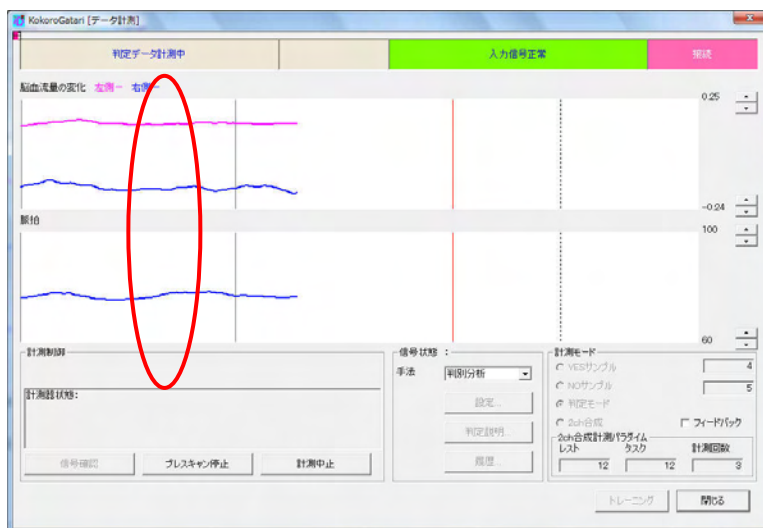 KokoroGatari [データ計測]
判定データ計測中 入力信号正常 接続
脳血流量の変化 左側ー 右側ー
0.25
-0.24
脈拍
100
60
計測制御
計測器状態:
信号確認 プレスキャン停止 計測中止
信号状態 :
手法 判別分析
設定...
判定説明...
履歴...
計測モード
YESサンプル 4
NOサンプル 5
判定モード
2ch合成 フィードバック
2ch合成計測パラダイム
レスト タスク 計測回数
12 12 3
トレーニング 閉じる